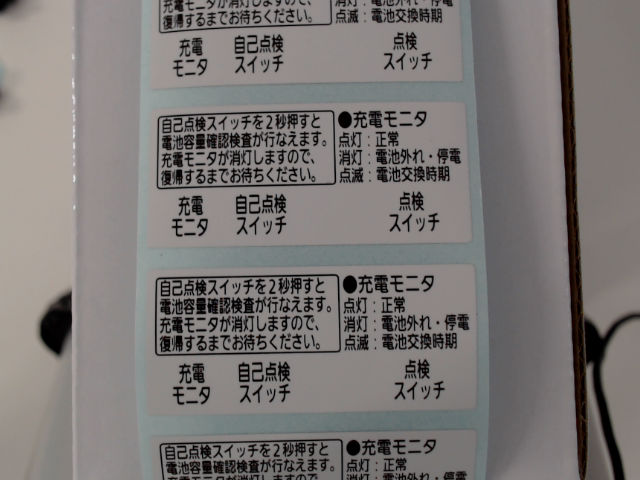 充電モニタが消灯しますので、
復帰するまでお待ちください。
消灯：電池外れ・停電
点滅：電池交換時期
充電
モニタ
自己点検
スイッチ
点検
スイッチ
自己点検スイッチを2秒押すと
電池容量確認検査が行なえます。
充電モニタが消灯しますので、
復帰するまでお待ちください。
●充電モニタ
点灯：正常
消灯：電池外れ・停電
点滅：電池交換時期
充電
モニタ
自己点検
スイッチ
点検
スイッチ
自己点検スイッチを2秒押すと
電池容量確認検査が行なえます。
充電モニタが消灯しますので、
復帰するまでお待ちください。
●充電モニタ
点灯：正常
消灯：電池外れ・停電
点滅：電池交換時期
充電
モニタ
自己点検
スイッチ
点検
スイッチ
自己点検スイッチを2秒押すと
電池容量確認検査が行なえます。
充電モニタが消灯しますので、
●充電モニタ
点灯：正常
消灯：電池外れ・停電